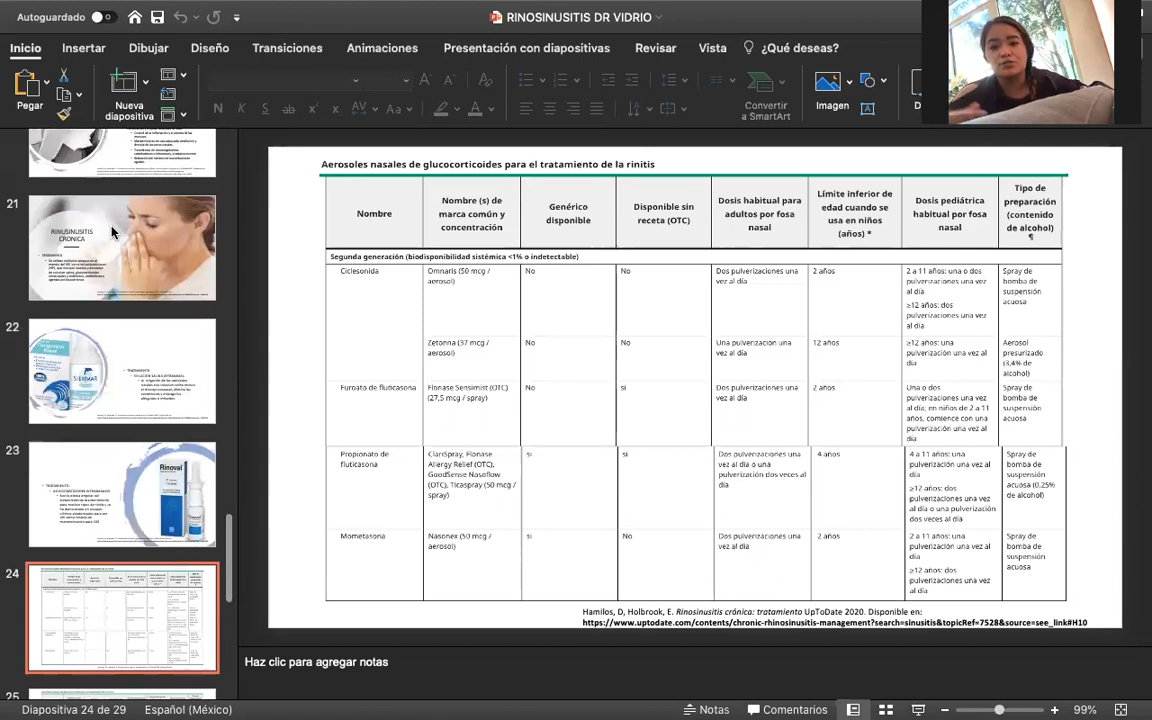 Autoguardado
RINOSINUSITIS DR VIDRIO
Inicio Insertar Dibujar Diseño Transiciones Animaciones Presentación con diapositivas Revisar Vista ¿Qué deseas?
Pegar
Nueva
diapositiva
Convertir
a SmartArt
Imagen
21
RINUSINUSITIS
CRONICA
22
TRATAMIENTO
23
Rinoval
TRATAMIENTO
24
25
Aerosoles nasales de glucocorticoides para el tratamiento de la rinitis
Nombre
Nombre (s) de
marca común y
concentración
Genérico
disponible
Disponible sin
receta (OTC)
Dosis habitual para
adultos por fosa
nasal
Límite inferior de
edad cuando se
usa en niños
(años) *
Dosis pediátrica
habitual por fosa
nasal
Tipo de
preparación
(contenido
de alcohol)
¶
Segunda generación (biodisponibilidad sistémica <1% o indetectable)
Ciclesonida
Omnaris (50 mcg /
aerosol)
No
No
Dos pulverizaciones una
vez al día
2 años
2 a 11 años: una o dos
pulverizaciones una vez
al día
≥12 años: dos
pulverizaciones una vez
al día
Spray de
bomba de
suspensión
acuosa
Zetonna (37 mcg /
aerosol)
No
No
Una pulverización una
vez al día
12 años
≥12 años: una
pulverización una vez al
día
Aerosol
presurizado
(3,4% de
alcohol)
Furoato de fluticasona
Flonase Sensimist (OTC)
(27,5 mcg / spray)
No
si
Dos pulverizaciones una
vez al día
2 años
Una o dos
pulverizaciones una vez
al día; en niños de 2 a 11
años, comience con una
pulverización una vez al
día
Spray de
bomba de
suspensión
acuosa
Propionato de
fluticasona
ClariSpray, Flonase
Allergy Relief (OTC),
GoodSense Nasoflow
(OTC), Ticaspray (50 mcg /
spray)
si
si
Dos pulverizaciones una
vez al día o una
pulverización dos veces al
día
4 años
4 a 11 años: una
pulverización una vez al
día
≥12 años: dos
pulverizaciones una vez
al día o una pulverización
dos veces al día
Spray de
bomba de
suspensión
acuosa (0,25%
de alcohol)
Mometasona
Nasonex (50 mcg /
aerosol)
si
No
Dos pulverizaciones una
vez al día
2 años
2 a 11 años: una
pulverización una vez al
día
≥12 años: dos
pulverizaciones una vez
al día
Spray de
bomba de
suspensión
acuosa
Hamilos, D, Holbrook, E. Rinosinusitis crónica: tratamiento UpToDate 2020. Disponible en:
https://www.uptodate.com/contents/chronic-rhinosinusitis-management?search=sinusitis&topicRef=7528&source=see_link#H10
Haz clic para agregar notas
Diapositiva 24 de 29 Español (México) Notas Comentarios 99%